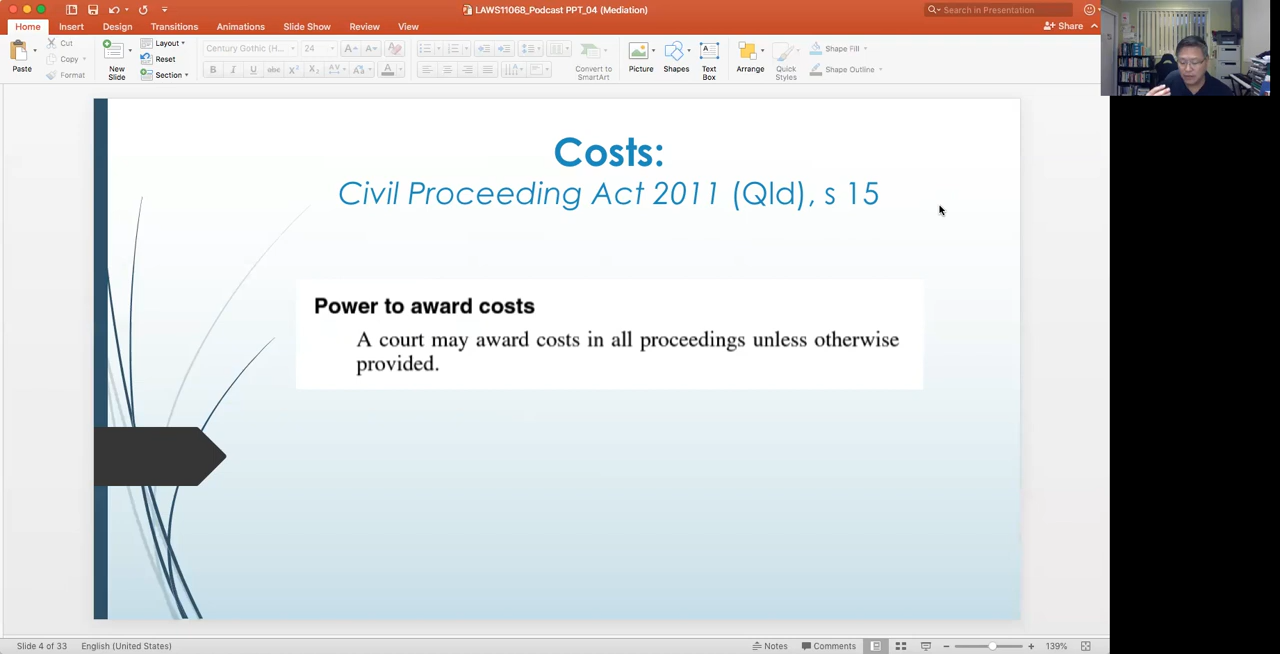 LAWS11068_Podcast PPT_04 (Mediation)
Search in Presentation
Home Insert Design Transitions Animations Slide Show Review View
Share
Paste
Cut
Copy
Format
New
Slide
Layout
Reset
Section
Century Gothic (H...
24
Convert to
SmartArt
Picture
Shapes
Text
Box
Arrange
Quick
Styles
Shape Fill
Shape Outline
Costs:
Civil Proceeding Act 2011 (Qld), s 15
Power to award costs
A court may award costs in all proceedings unless otherwise
provided.
Slide 4 of 33 English (United States) Notes Comments 139%